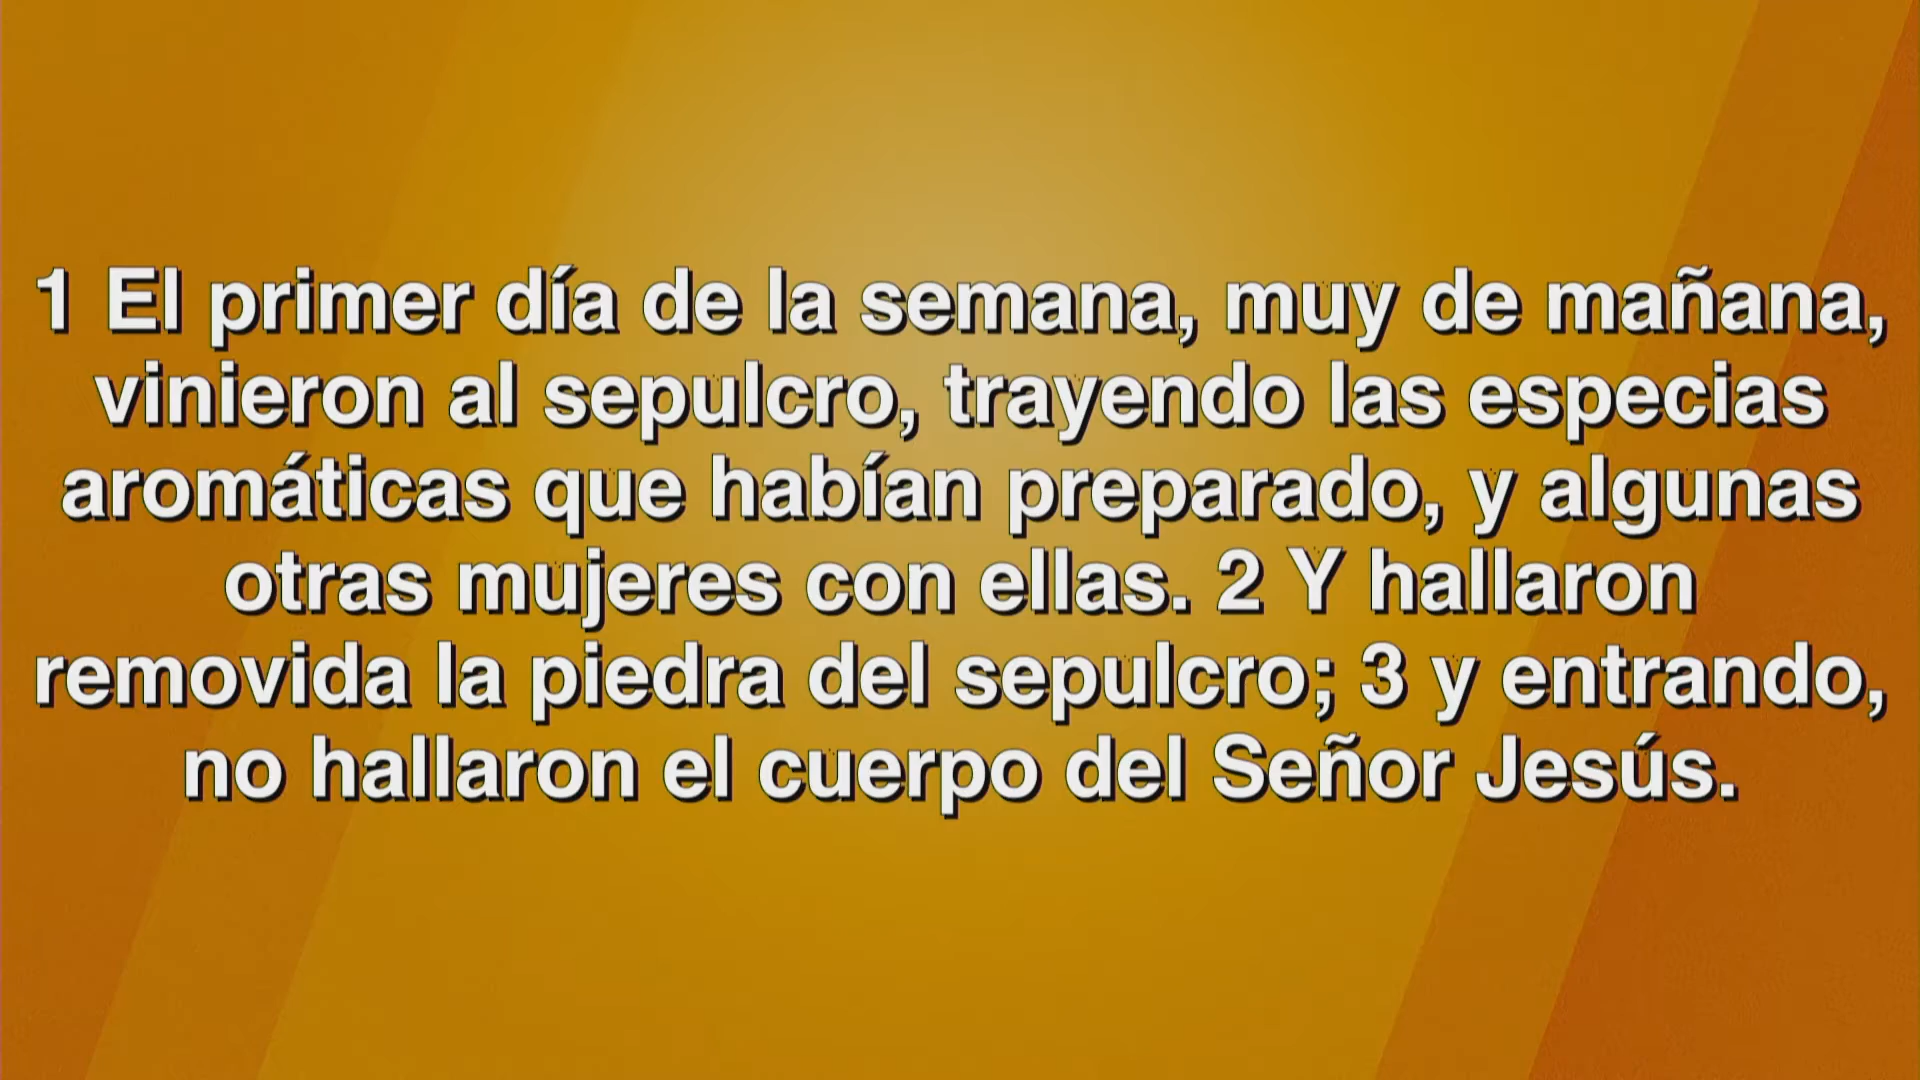 1 El primer día de la semana, muy de mañana,
vinieron al sepulcro, trayendo las especias
aromáticas que habían preparado, y algunas
otras mujeres con ellas. 2 Y hallaron
removida la piedra del sepulcro; 3 y entrando,
no hallaron el cuerpo del Señor Jesús.